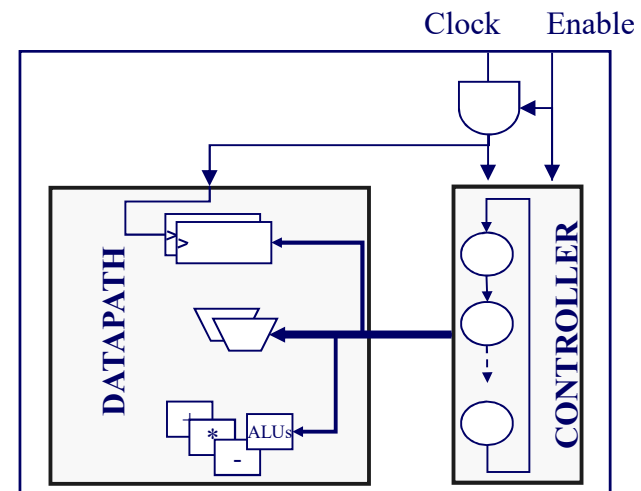 Clock Enable
>
>
DATAPATH
CONTROLLER
+
*
-
ALUs